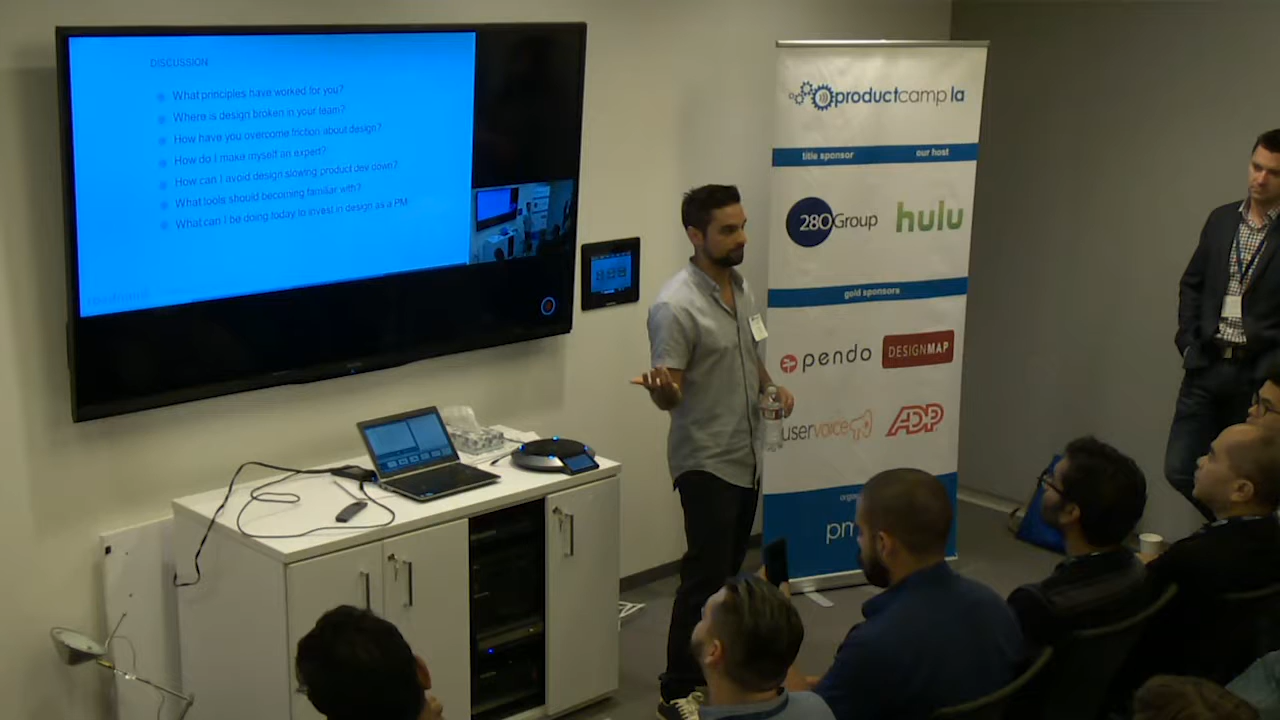 DISCUSSION
What principles have worked for you?
Where is design broken in your team?
How have you overcome friction about design?
How do I make myself an expert?
How can I avoid design slowing product dev down?
What tools should becoming familiar with?
What can I be doing today to invest in design as a PM
productcamp la
title sponsor our host
280Group hulu
gold sponsors
pendo DESIGNMAP
uservoice ADP
pm